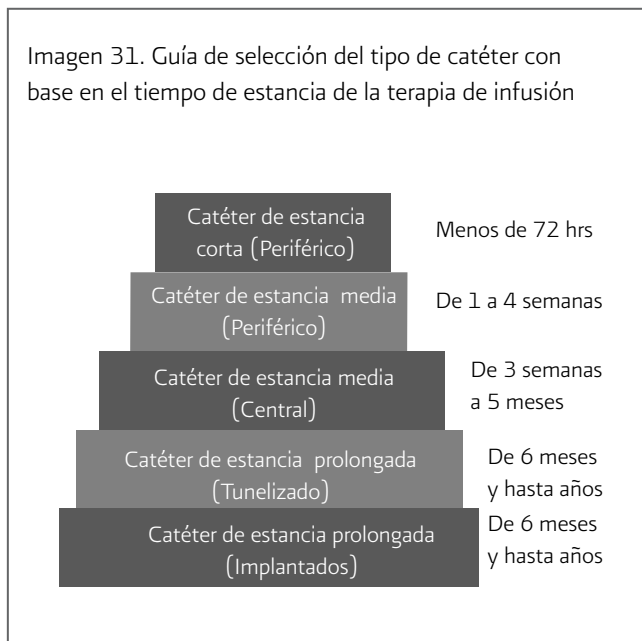 Imagen 31. Guía de selección del tipo de catéter con
base en el tiempo de estancia de la terapia de infusión
Catéter de estancia
corta (Periférico)
Menos de 72 hrs
Catéter de estancia media
(Periférico)
De 1 a 4 semanas
Catéter de estancia media
(Central)
De 3 semanas
a 5 meses
Catéter de estancia prolongada
(Tunelizado)
De 6 meses
y hasta años
Catéter de estancia prolongada
(Implantados)
De 6 meses
y hasta años